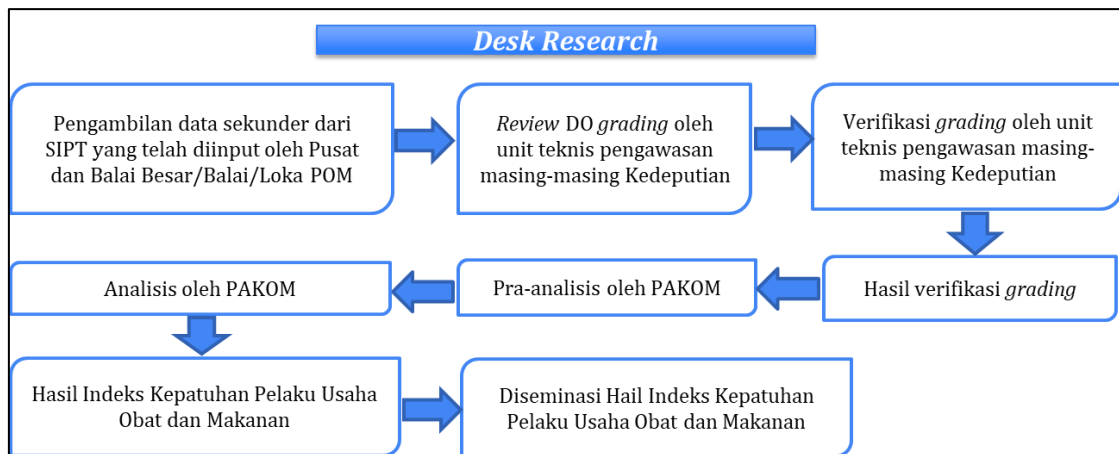 Desk Research
Pengambilan data sekunder dari
SIPT yang telah diinput oleh Pusat
dan Balai Besar/Balai/Loka POM
Review DO grading oleh
unit teknis pengawasan
masing-masing Kedeputian
Verifikasi grading oleh unit
teknis pengawasan masing-
masing Kedeputian
Hasil verifikasi grading
Pra-analisis oleh PAKOM
Analisis oleh PAKOM
Hasil Indeks Kepatuhan Pelaku Usaha
Obat dan Makanan
Diseminasi Hail Indeks Kepatuhan
Pelaku Usaha Obat dan Makanan